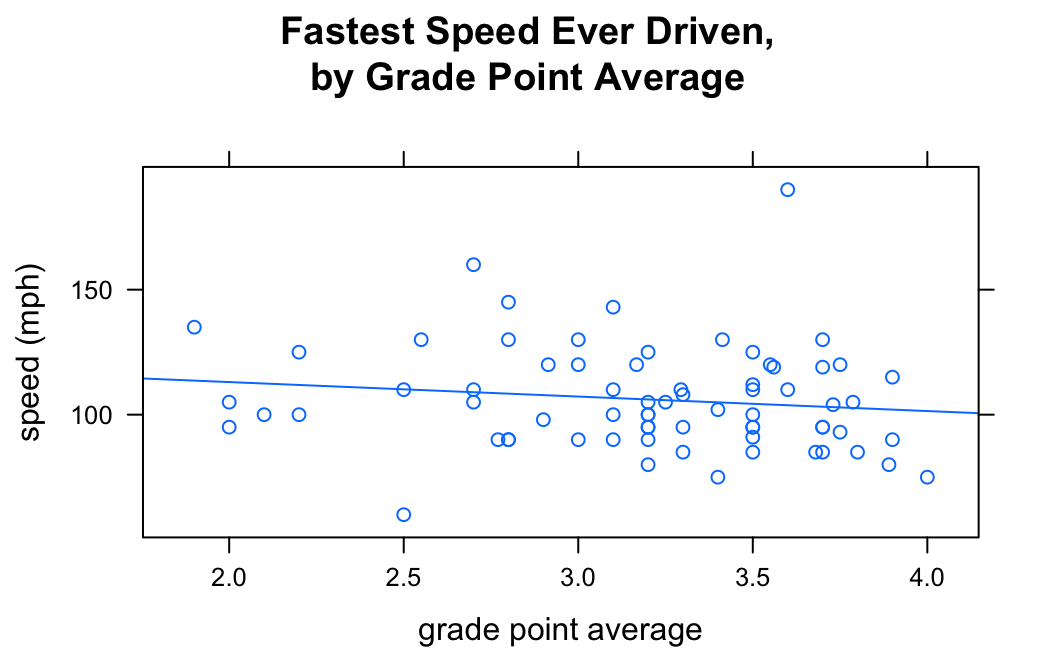 Fastest Speed Ever Driven,
by Grade Point Average
speed (mph)
150
100
2.0 2.5 3.0 3.5 4.0
grade point average